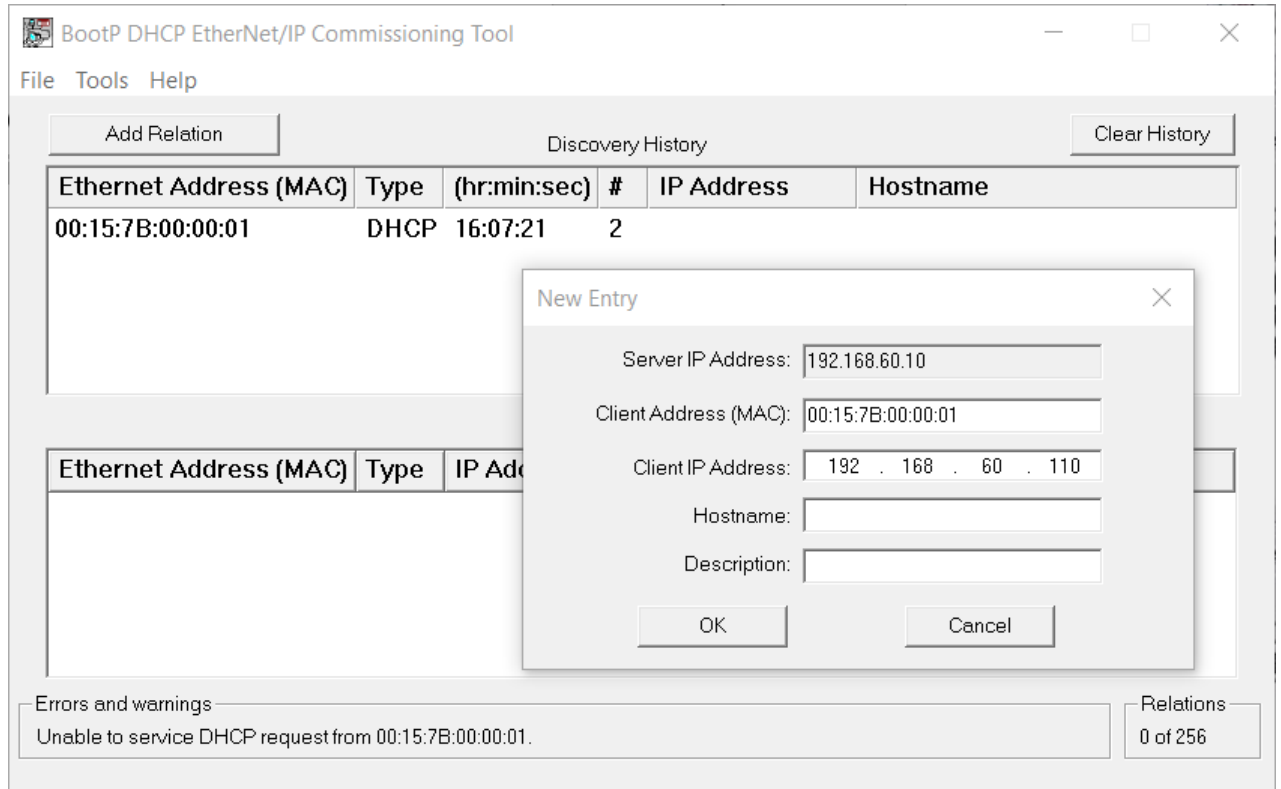 BootP DHCP EtherNet/IP Commissioning Tool
File Tools Help
Add Relation
Discovery History
Clear History
Ethernet Address (MAC) Type (hr:min:sec) # IP Address Hostname
00:15:7B:00:00:01 DHCP 16:07:21 2
New Entry
Server IP Address: 192.168.60.10
Client Address (MAC): 00:15:7B:00:00:01
Client IP Address: 192 . 168 . 60 . 110
Hostname:
Description:
OK Cancel
Ethernet Address (MAC) Type IP Add
Errors and warnings
Unable to service DHCP request from 00:15:7B:00:00:01.
Relations
0 of 256